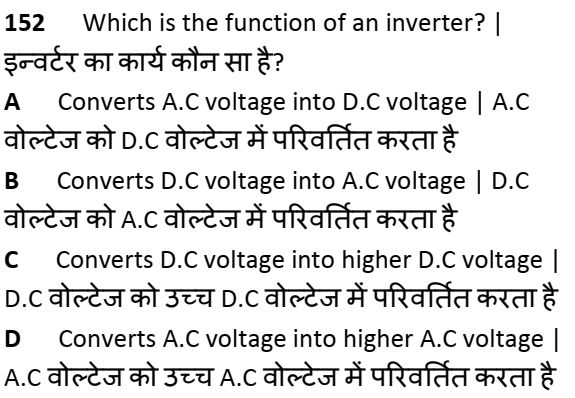 152 Which is the function of an inverter? |
इन्वर्टर का कार्य कौन सा है?
A Converts A.C voltage into D.C voltage | A.C
वोल्टेज को D.C वोल्टेज में परिवर्तित करता है
B Converts D.C voltage into A.C voltage | D.C
वोल्टेज को A.C वोल्टेज में परिवर्तित करता है
C Converts D.C voltage into higher D.C voltage |
D.C वोल्टेज को उच्च D.C वोल्टेज में परिवर्तित करता है
D Converts A.C voltage into higher A.C voltage |
A.C वोल्टेज को उच्च A.C वोल्टेज में परिवर्तित करता है